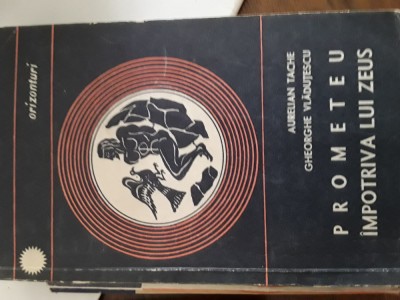 orizonturi
AURELIAN TACHE
GHEORGHE VLĂDUȚESCU
PROMETEU
ÎMPOTRIVA LUI ZEUS